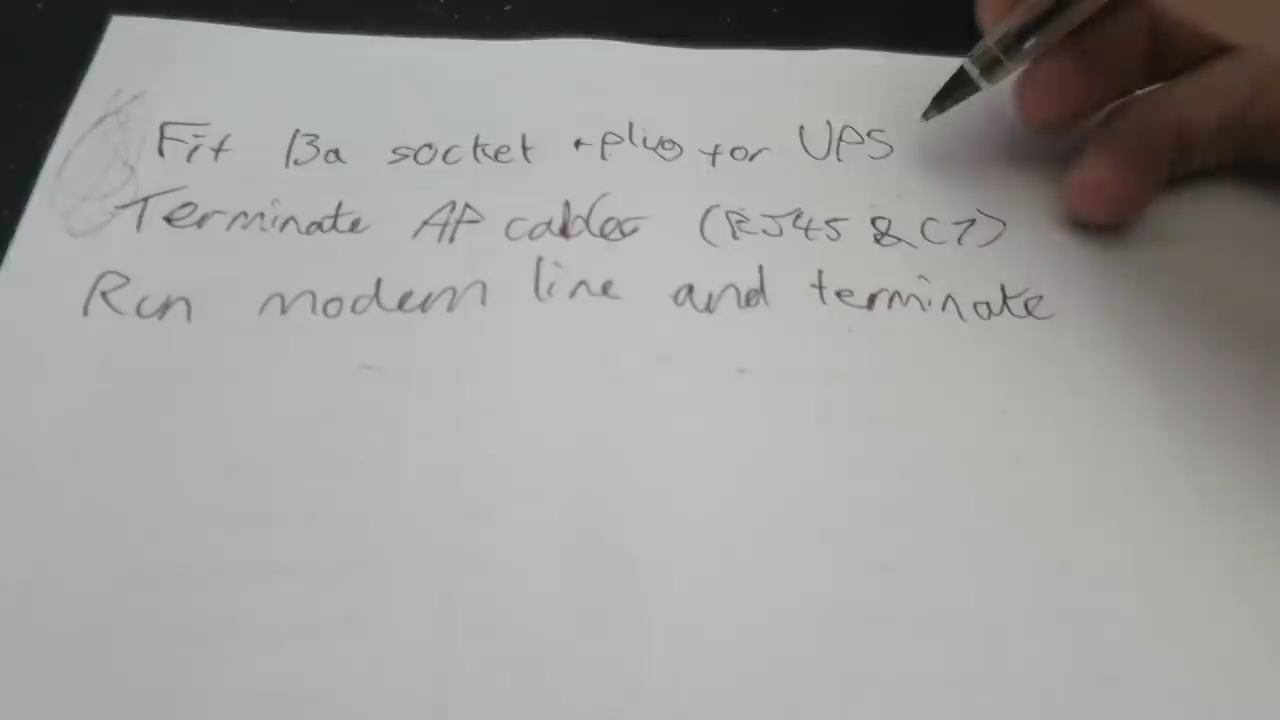 Fit 13a socket + plug for UPS
Terminate AP cables (RJ45 & C7)
Run modem line and terminate